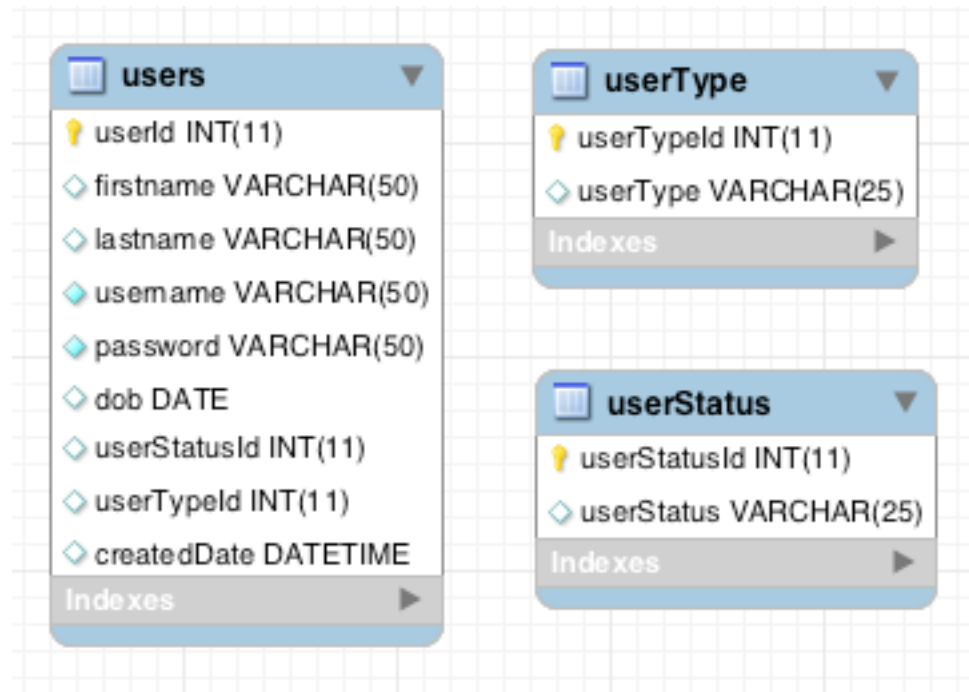 users
userId INT(11)
firstname VARCHAR(50)
lastname VARCHAR(50)
username VARCHAR(50)
password VARCHAR(50)
dob DATE
userStatusId INT(11)
userTypeId INT(11)
createdDate DATETIME
Indexes
userType
userTypeId INT(11)
userType VARCHAR(25)
Indexes
userStatus
userStatusId INT(11)
userStatus VARCHAR(25)
Indexes